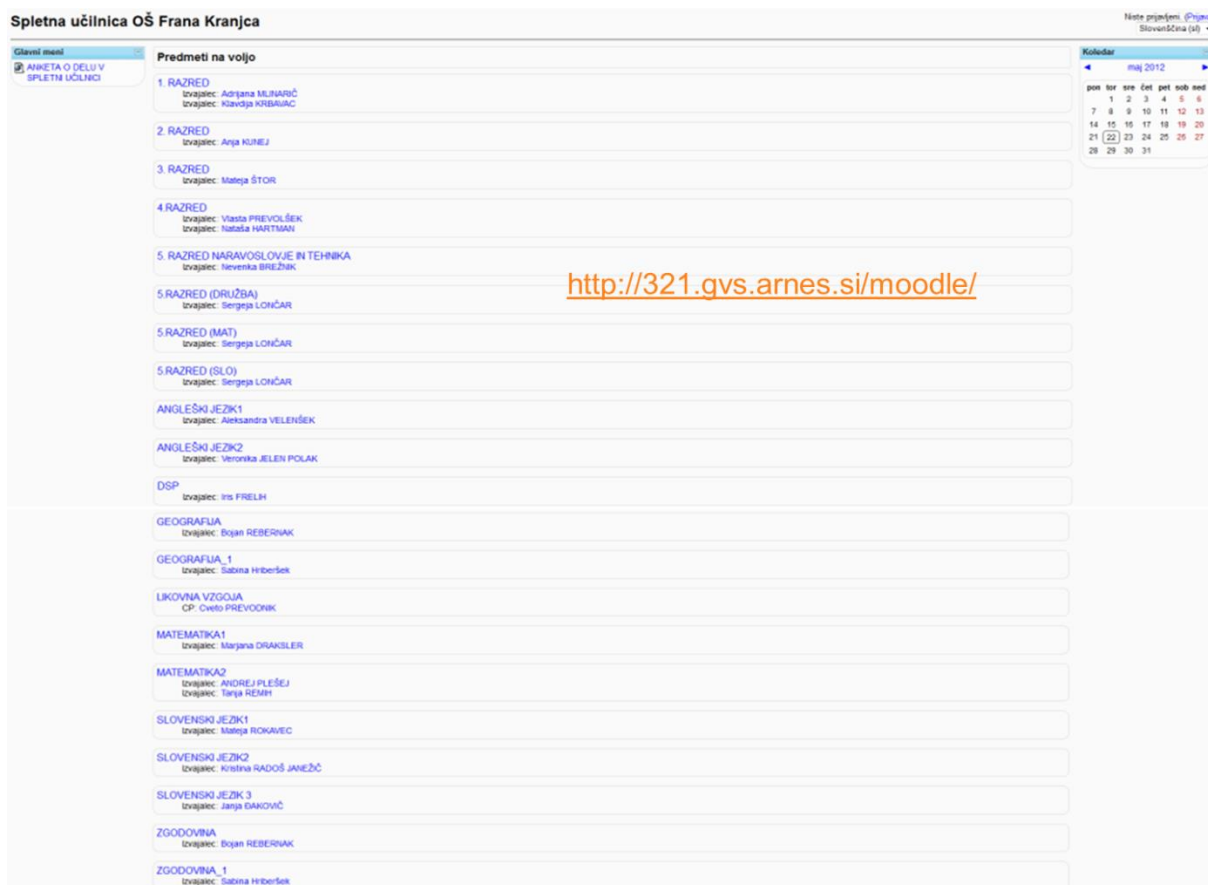 Spletna učilnica OŠ Frana Kranjca
Niste prijavljeni.
Slovenščina (sl)
Glavni meni
ANKETA O DELU V
SPLETNI UČILNICI
Predmeti na voljo
1. RAZRED
Izvajalec: Adrijana MLINARIČ
Izvajalec: Klavdija KRBAVAC
2. RAZRED
Izvajalec: Anja KUNEJ
3. RAZRED
Izvajalec: Mateja ŠTOR
4.RAZRED
Izvajalec: Vlasta PREVOLŠEK
Izvajalec: Nataša HARTMAN
5. RAZRED NARAVOSLOVJE IN TEHNIKA
Izvajalec: Nevenka BREŽNIK
http://321.gvs.arnes.si/moodle/
5.RAZRED (DRUŽBA)
Izvajalec: Sergeja LONČAR
5.RAZRED (MAT)
Izvajalec: Sergeja LONČAR
5.RAZRED (SLO)
Izvajalec: Sergeja LONČAR
ANGLEŠKI JEZIK1
Izvajalec: Aleksandra VELENŠEK
ANGLEŠKI JEZIK2
Izvajalec: Veronika JELEN POLAK
DSP
Izvajalec: Iris FRELIH
GEOGRAFIJA
Izvajalec: Bojan REBERNAK
GEOGRAFIJA_1
Izvajalec: Sabina Hriberšek
LIKOVNA VZGOJA
CP: Cveto PREVODNIK
MATEMATIKA1
Izvajalec: Marjana DRAKSLER
MATEMATIKA2
Izvajalec: ANDREJ PLEŠEJ
Izvajalec: Tanja REMIH
SLOVENSKI JEZIK1
Izvajalec: Mateja ROKAVEC
SLOVENSKI JEZIK2
Izvajalec: Kristina RADOŠ JANEŽIČ
SLOVENSKI JEZIK 3
Izvajalec: Janja ĐAKOVIČ
ZGODOVINA
Izvajalec: Bojan REBERNAK
ZGODOVINA_1
Izvajalec: Sabina Hriberšek
Koledar
maj 2012
pon tor sre čet pet sob ned
1 2 3 4 5 6
7 8 9 10 11 12 13
14 15 16 17 18 19 20
21 22 23 24 25 26 27
28 29 30 31